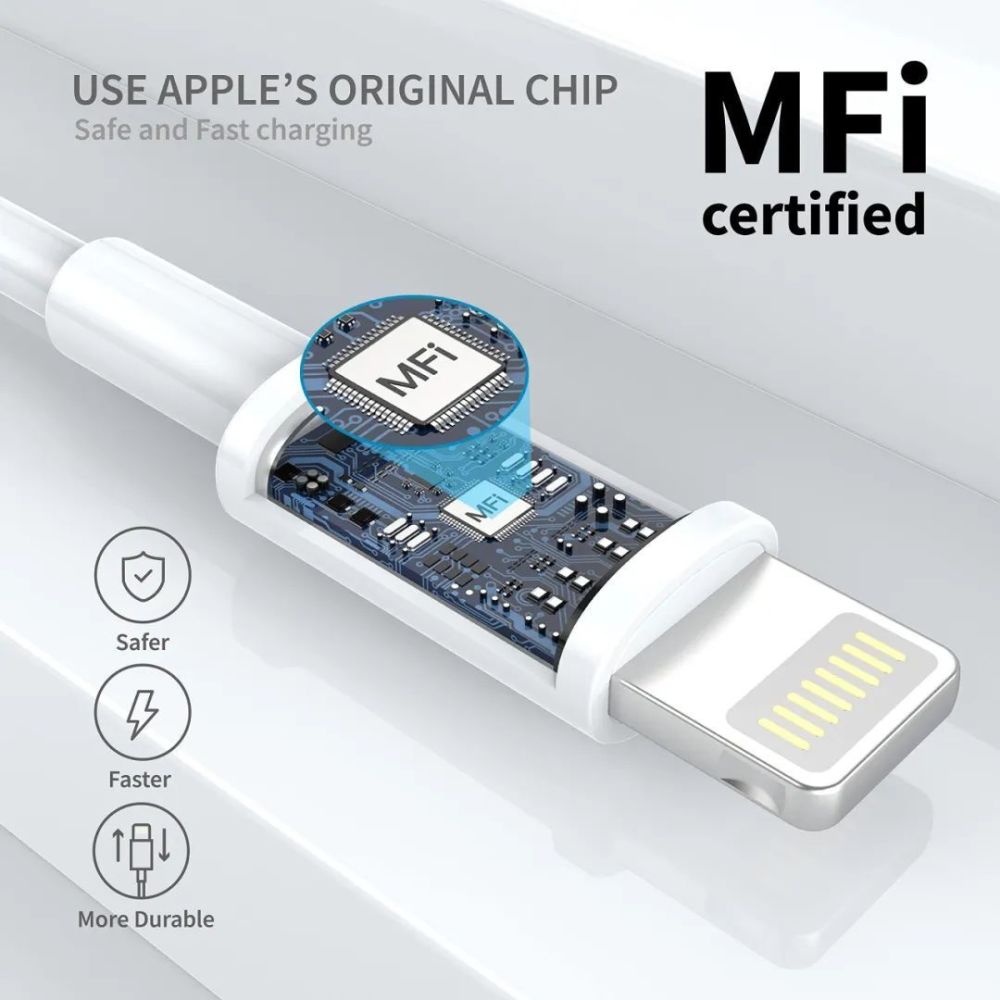 USE APPLE’S ORIGINAL CHIP
Safe and Fast charging
MFi
certified
MFi
MFi
Safer
Faster
More Durable